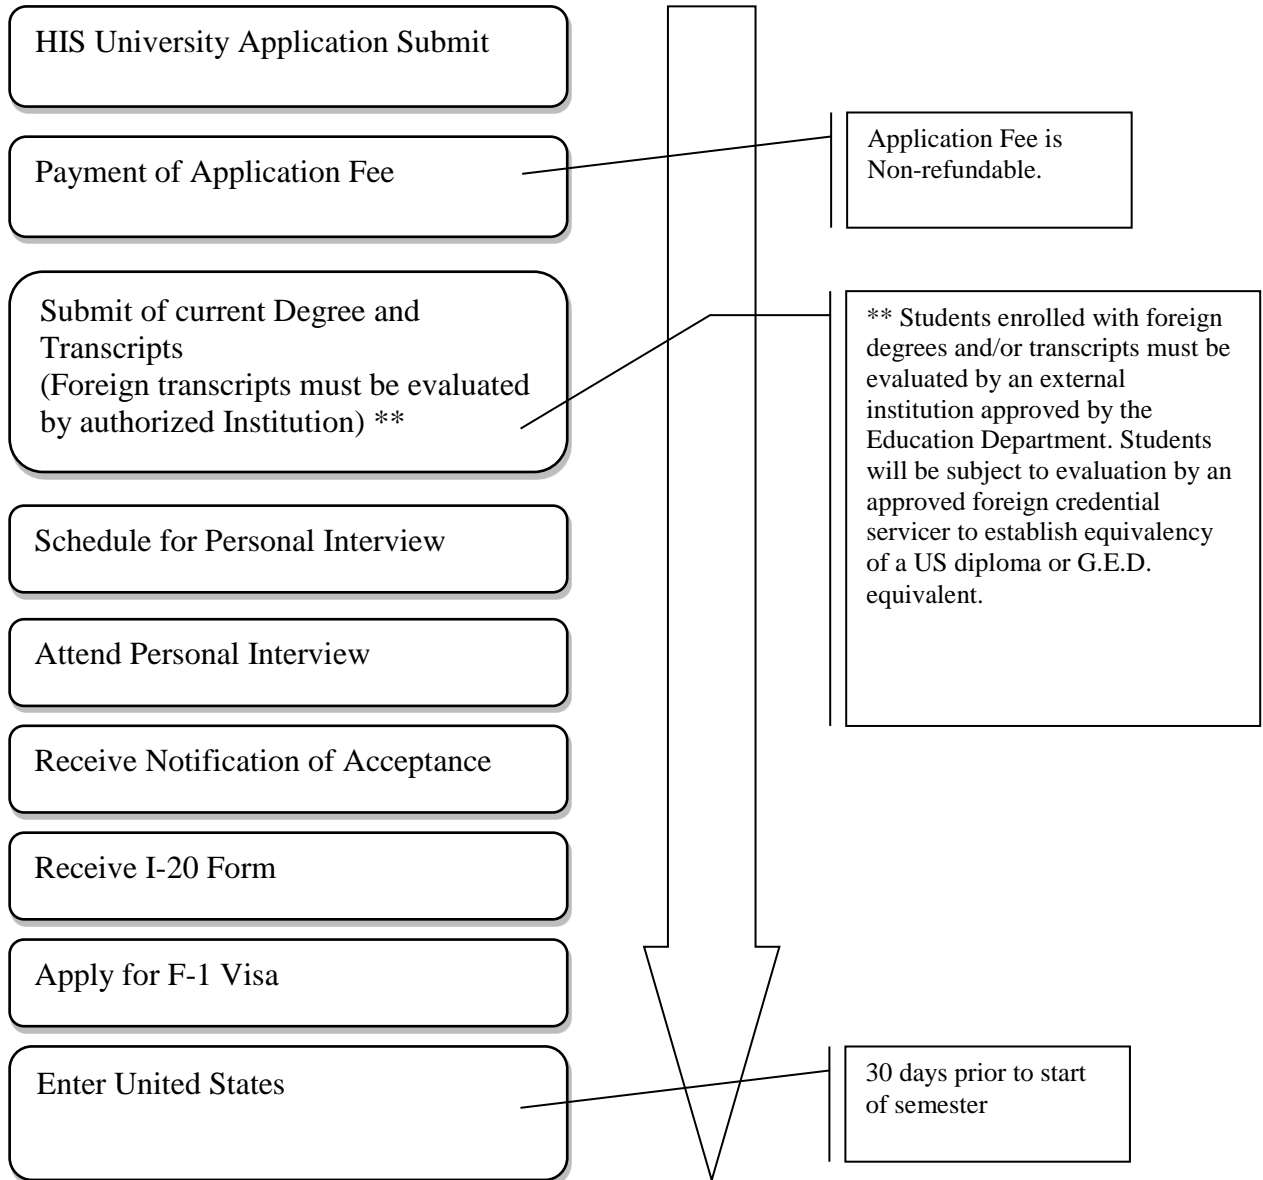 HIS University Application Submit
Payment of Application Fee
Application Fee is
Non-refundable.
Submit of current Degree and
Transcripts
(Foreign transcripts must be evaluated
by authorized Institution) **
** Students enrolled with foreign
degrees and/or transcripts must be
evaluated by an external
institution approved by the
Education Department. Students
will be subject to evaluation by an
approved foreign credential
servicer to establish equivalency
of a US diploma or G.E.D.
equivalent.
Schedule for Personal Interview
Attend Personal Interview
Receive Notification of Acceptance
Receive I-20 Form
Apply for F-1 Visa
Enter United States
30 days prior to start
of semester